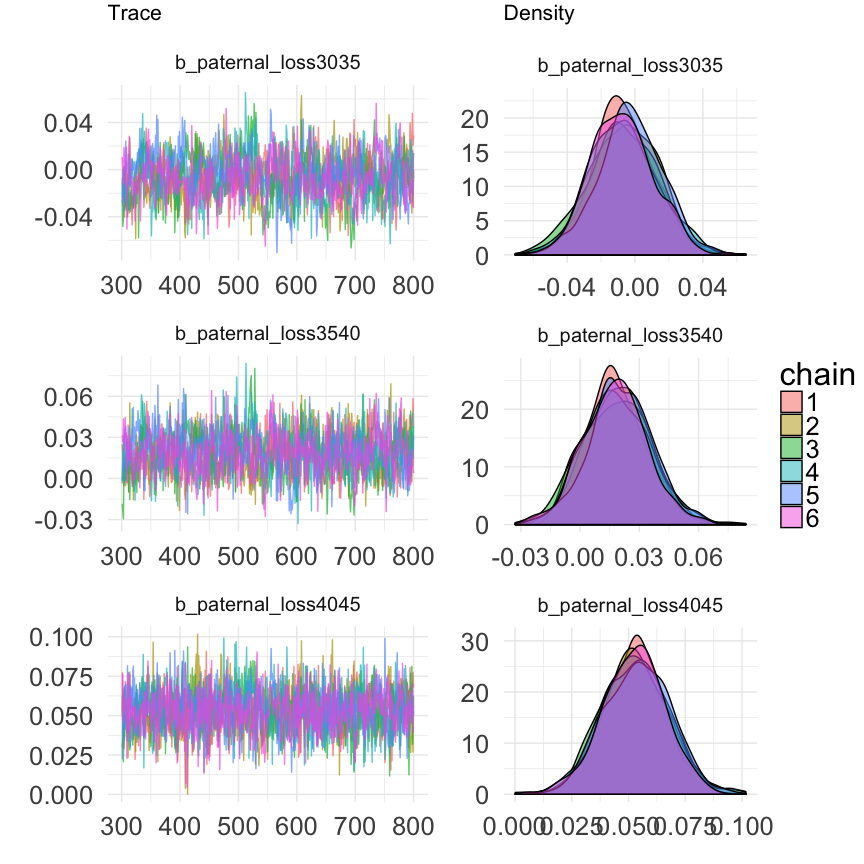 Trace
Density
b_paternal_loss3035
b_paternal_loss3035
0.04
0.00
-0.04
300 400 500 600 700 800
20
15
10
5
0
-0.04 0.00 0.04
b_paternal_loss3540
b_paternal_loss3540
0.06
0.03
0.00
-0.03
300 400 500 600 700 800
20
10
0
-0.03 0.00 0.03 0.06
b_paternal_loss4045
b_paternal_loss4045
0.100
0.075
0.050
0.025
0.000
300 400 500 600 700 800
30
20
10
0
0.000 0.025 0.050 0.075 0.100
chain
1
2
3
4
5
6